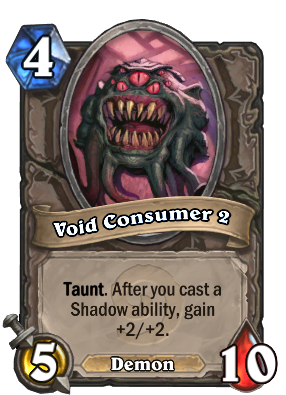 4
Void Consumer 2
Taunt. After you cast a
Shadow ability, gain
+2/+2.
5
Demon
10